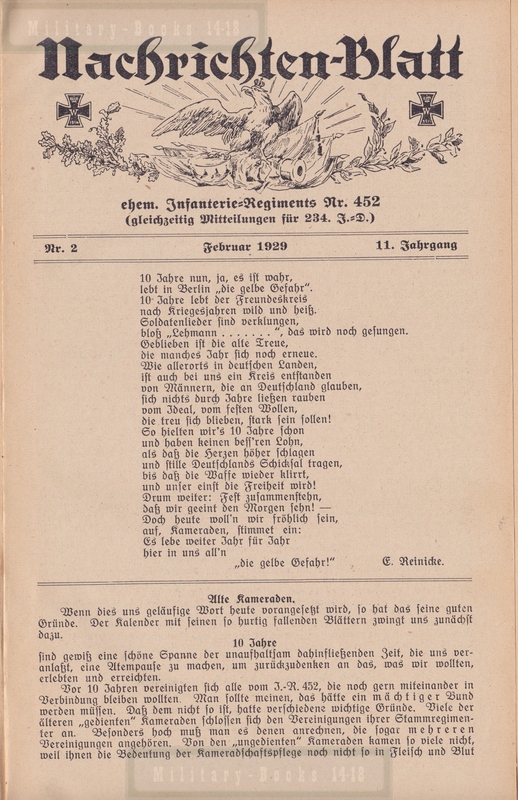 Military-Books 14-18
Nachrichten-Blatt
W
ehem. Infanterie=Regiments Nr. 452
(gleichzeitig Mitteilungen für 234. I.=D.)
Nr. 2 Februar 1929 11. Jahrgang
10 Jahre nun, ja, es ist wahr,
lebt in Berlin „die gelbe Gefahr“.
10 Jahre lebt der Freundeskreis
nach Kriegesjahren wild und heiß.
Soldatenlieder sind verklungen,
bloß „Lehmann . . . . . . . “, das wird noch gesungen.
Geblieben ist die alte Treue,
die manches Jahr sich noch erneue.
Wie allerorts in deutschen Landen,
ist auch bei uns ein Kreis entstanden
von Männern, die an Deutschland glauben,
sich nichts durch Jahre ließen rauben
vom Ideal, vom festen Wollen,
die treu sich blieben, stark sein sollen!
So hielten wir's 10 Jahre schon
und haben keinen bess'ren Lohn,
als daß die Herzen höher schlagen
und stille Deutschlands Schicksal tragen,
bis daß die Waffe wieder klirrt,
und unser einst die Freiheit wird!
Drum weiter: Fest zusammenstehn,
daß wir geeint den Morgen sehn! —
Doch heute woll'n wir fröhlich sein,
auf, Kameraden, stimmet ein:
Es lebe weiter Jahr für Jahr
hier in uns all'n
„die gelbe Gefahr!“ E. Reinicke.
Alte Kameraden.
Wenn dies uns geläufige Wort heute vorangesetzt wird, so hat das seine guten
Gründe. Der Kalender mit seinen so hurtig fallenden Blättern zwingt uns zunächst
dazu.
10 Jahre
sind gewiß eine schöne Spanne der unaufhaltsam dahinfließenden Zeit, die uns ver-
anlaßt, eine Atempause zu machen, um zurückzudenken an das, was wir wollten,
erlebten und erreichten.
Vor 10 Jahren vereinigten sich alle vom I.-R. 452, die noch gern miteinander in
Verbindung bleiben wollten. Man sollte meinen, das hätte ein mächtiger Bund
werden müssen. Daß dem nicht so ist, hatte verschiedene wichtige Gründe. Viele der
älteren „gedienten“ Kameraden schlossen sich den Vereinigungen ihrer Stammregimen-
ter an. Besonders hoch muß man es denen anrechnen, die sogar mehreren
Vereinigungen angehören. Von den „ungedienten“ Kameraden kamen so viele nicht,
weil ihnen die Bedeutung der Kameradschaftspflege noch nicht so in Fleisch und Blut
Military-Books 14-18